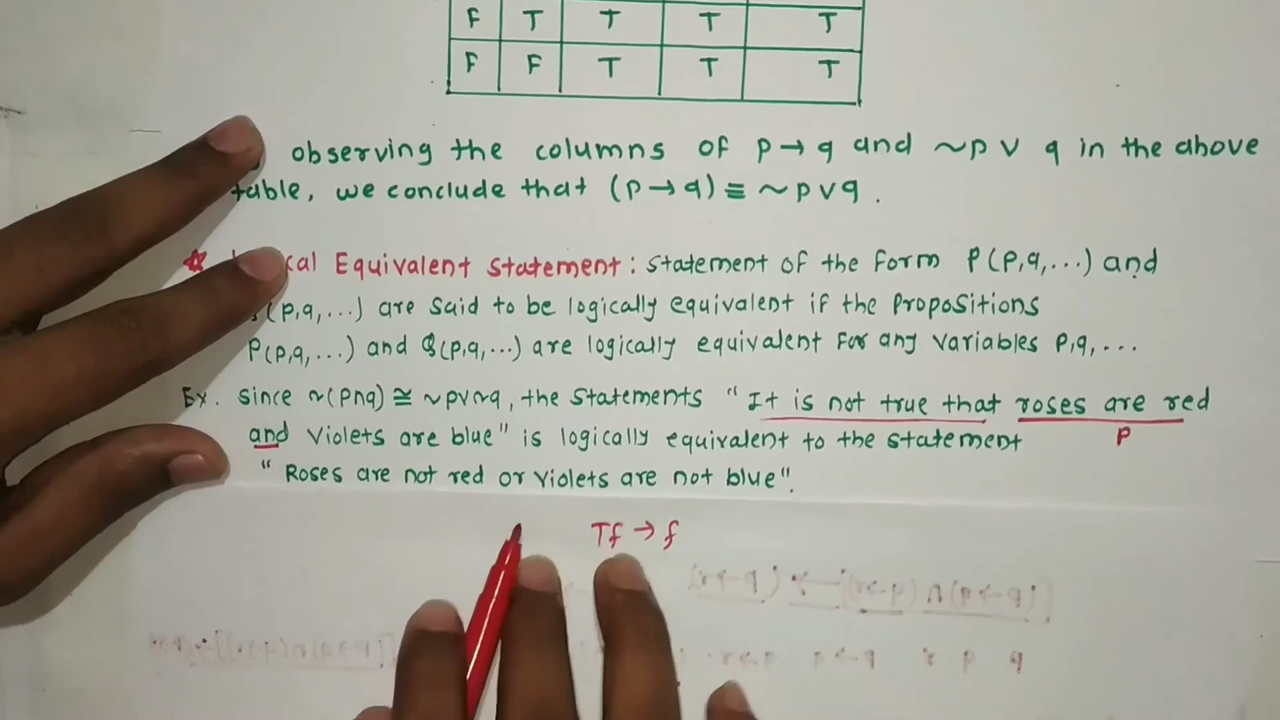 F T T T T
F F T T T
observing the columns of p → q and ~p ∨ q in the above
table, we conclude that (p → q) ≡ ~p ∨ q .
Equivalent Statement : Statement of the form P(p,q,...) and
(p,q,...) are said to be logically equivalent if the propositions
P(p,q,...) and Q(p,q,...) are logically equivalent for any variables p,q,...
Ex. since ~(p∩q) ≅ ~p∨~q, the statements "It is not true that roses are red
P
and violets are blue" is logically equivalent to the statement
"Roses are not red or violets are not blue".
Tf → f